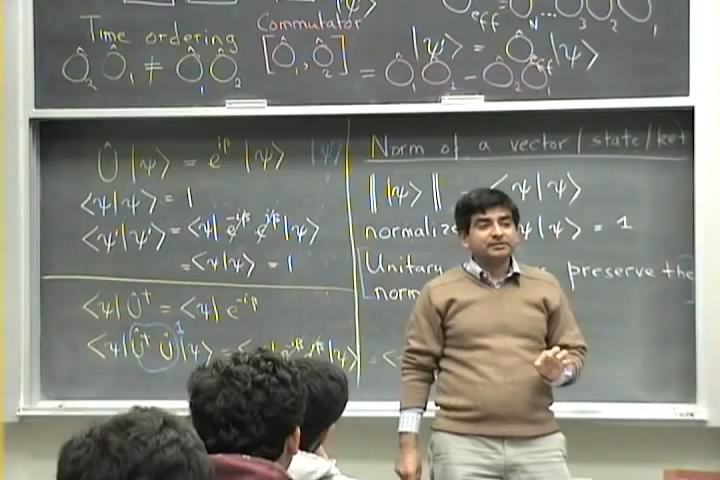 |ψ⟩
Time ordering
Ô₂ Ô₁ ≠ Ô₁ Ô₂
Commutator
[Ô₁, Ô₂] = Ô₁Ô₂ − Ô₂Ô₁
|ψ'⟩ = Ô_eff |ψ⟩
Û |ψ⟩ = e^{iβ} |ψ⟩
⟨ψ|ψ⟩ = 1
⟨ψ'|ψ'⟩ = ⟨ψ| e^{-iβ} e^{iβ} |ψ⟩
= ⟨ψ|ψ⟩ = 1
⟨ψ| Û† = ⟨ψ| e^{-iβ}
⟨ψ| Û† Û |ψ⟩ =
1
Norm of a vector / state / ket
‖ |ψ⟩ ‖ = ⟨ψ|ψ⟩
normalize ψ|ψ⟩ = 1
[Unitary preserve the]
norm